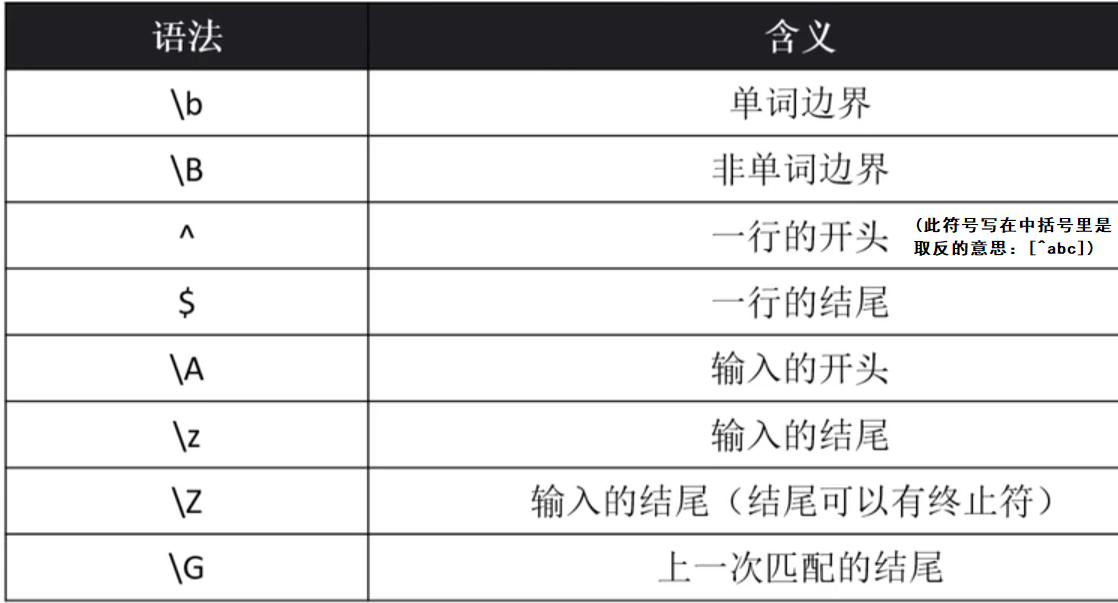 语法 含义
\b 单词边界
\B 非单词边界
^ 一行的开头 (此符号写在中括号里是
取反的意思：[^abc])
$ 一行的结尾
\A 输入的开头
\z 输入的结尾
\Z 输入的结尾（结尾可以有终止符）
\G 上一次匹配的结尾